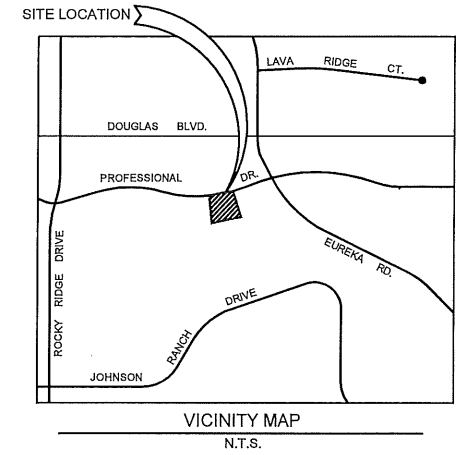 SITE LOCATION
LAVA RIDGE CT.
DOUGLAS BLVD.
PROFESSIONAL DR.
ROCKY RIDGE DRIVE
EUREKA RD.
JOHNSON RANCH DRIVE
VICINITY MAP
N.T.S.